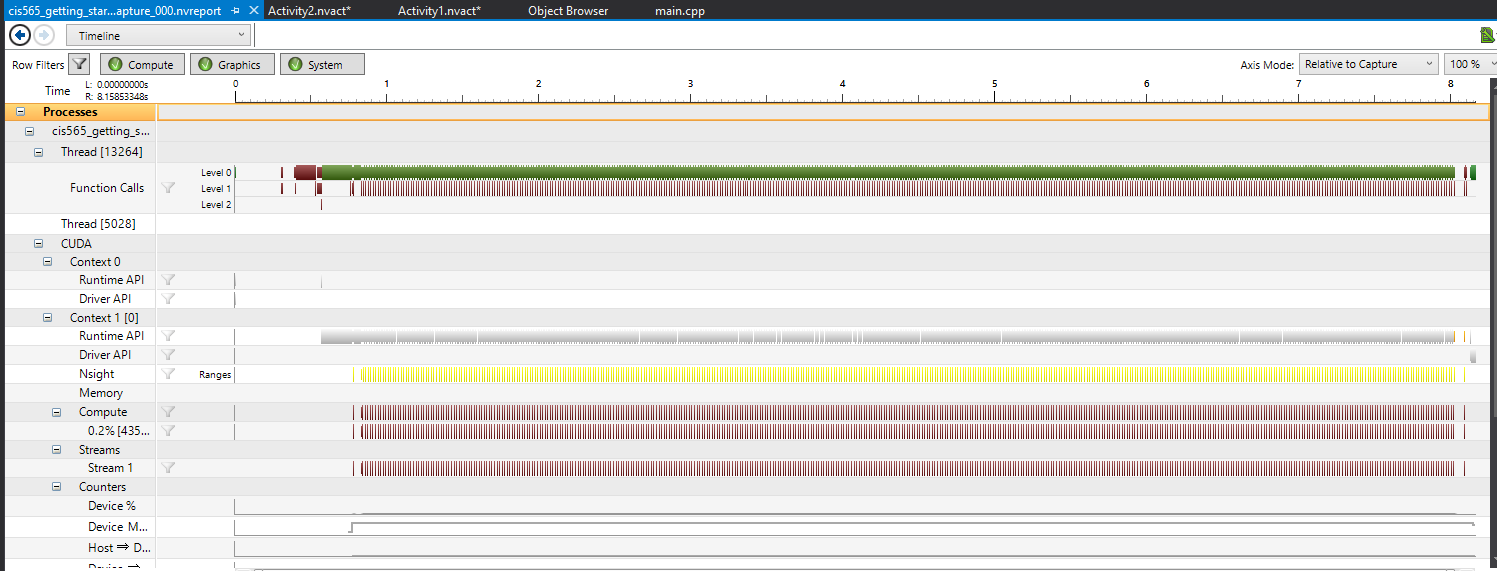 cis565_getting_star...apture_000.nvreport Activity2.nvact* Activity1.nvact* Object Browser main.cpp
Timeline
Row Filters Compute Graphics System Axis Mode: Relative to Capture 100 %
Time L: 0.00000000s
R: 8.15853348s
0 1 2 3 4 5 6 7 8
Processes
cis565_getting_s...
Thread [13264]
Function Calls Level 0
Level 1
Level 2
Thread [5028]
CUDA
Context 0
Runtime API
Driver API
Context 1 [0]
Runtime API
Driver API
Nsight Ranges
Memory
Compute
0.2% [435...
Streams
Stream 1
Counters
Device %
Device M...
Host ⇒ D...
Device ⇒